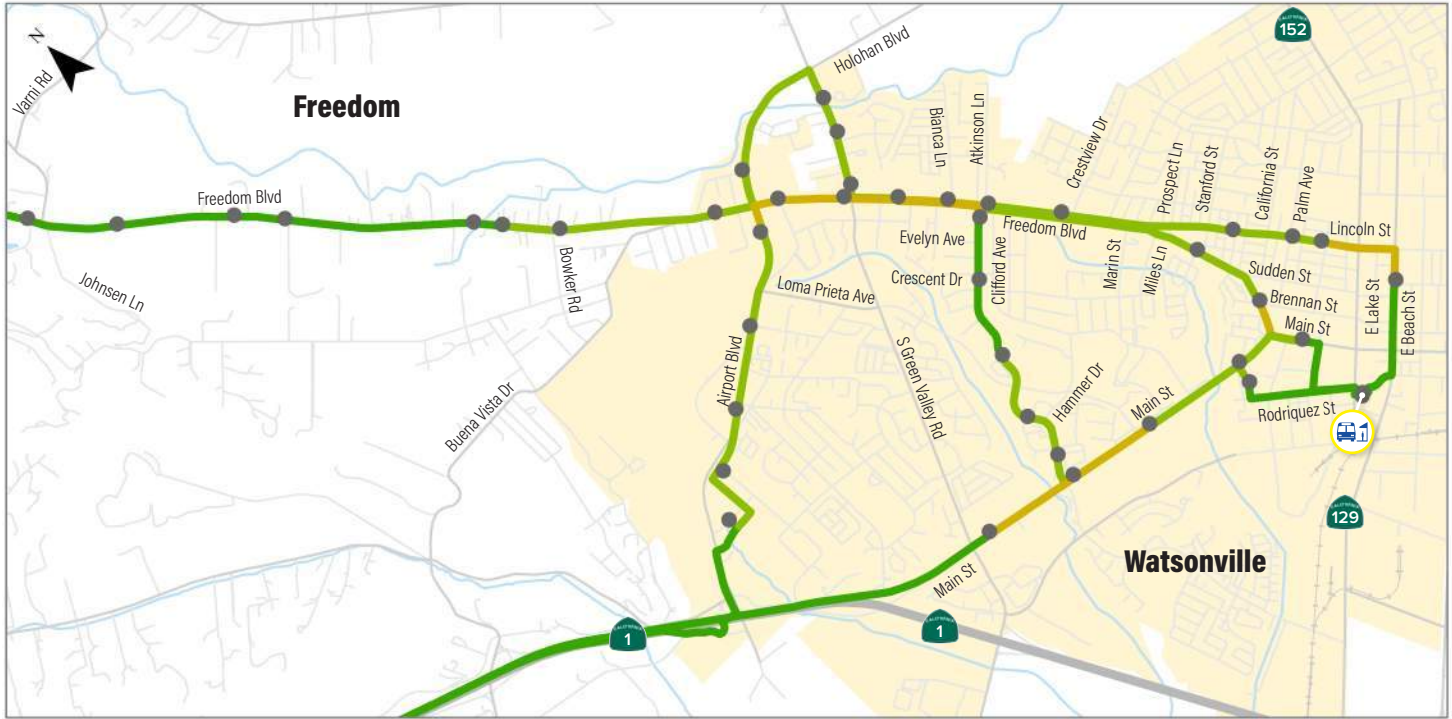 152
N
Holohan Blvd
Varni Rd
Freedom
Bianca Ln
Atkinson Ln
Crestview Dr
Prospect Ln
Stanford St
California St
Palm Ave
Freedom Blvd
Lincoln St
Freedom Blvd
Evelyn Ave
Clifford Ave
Marin St
Miles Ln
Sudden St
Bowker Rd
Crescent Dr
Loma Prieta Ave
Johnsen Ln
Brennan St
Main St
E Lake St
E Beach St
Airport Blvd
S Green Valley Rd
Hammer Dr
Main St
Rodriquez St
Buena Vista Dr
129
Watsonville
Main St
1
1